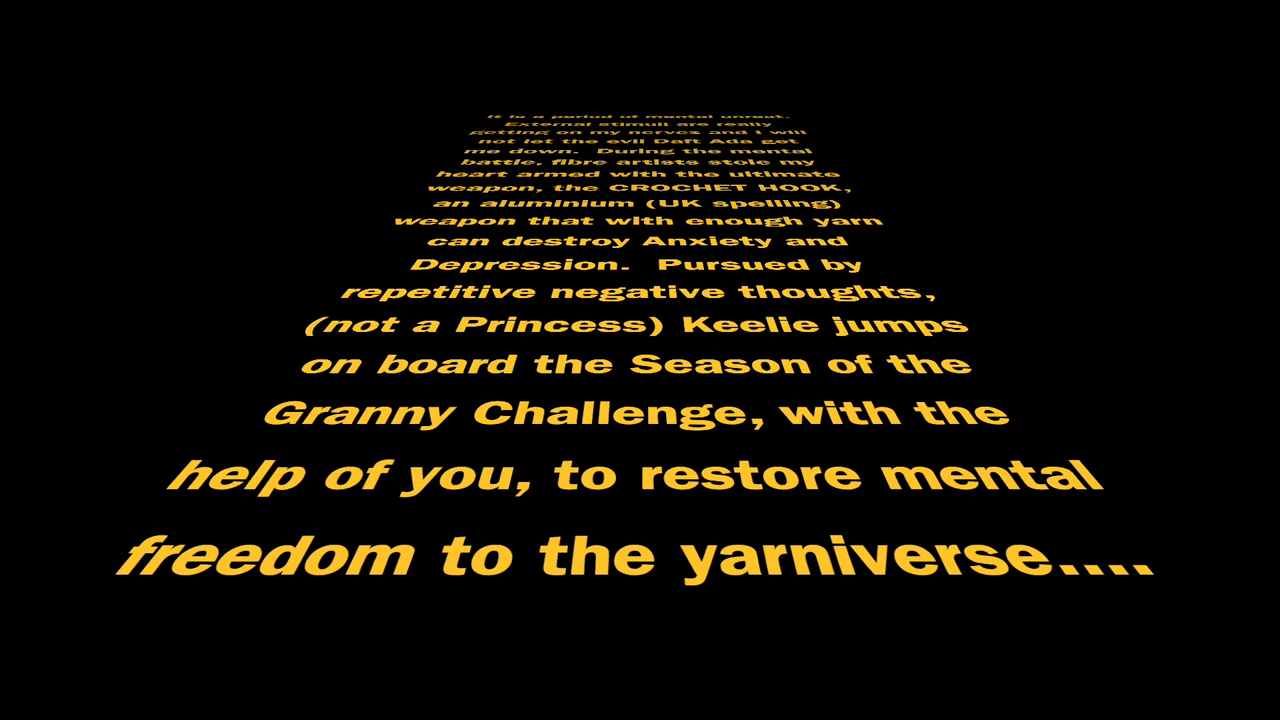 It is a period of mental unrest.
External stimuli are really
getting on my nerves and I will
not let the evil Daft Ada get
me down.  During the mental
battle, fibre artists stole my
heart armed with the ultimate
weapon, the CROCHET HOOK,
an aluminium (UK spelling)
weapon that with enough yarn
can destroy Anxiety and
Depression.  Pursued by
repetitive negative thoughts,
(not a Princess) Keelie jumps
on board the Season of the
Granny Challenge, with the
help of you, to restore mental
freedom to the yarniverse....